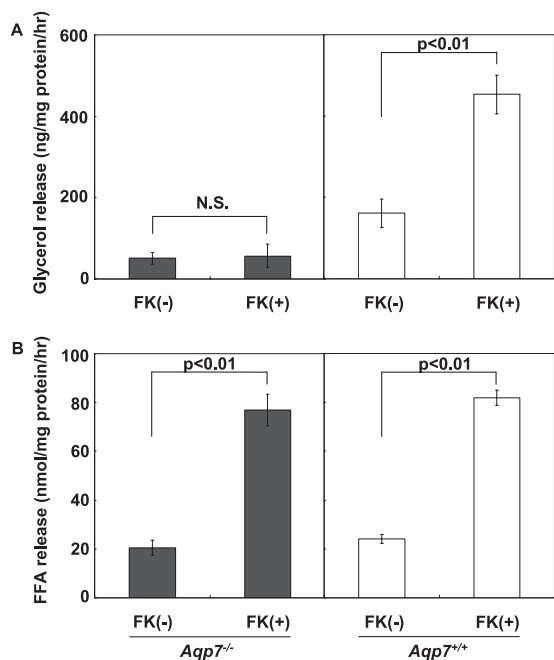 A
Glycerol release (ng/mg protein/hr)
600
400
200
0
N.S.
p<0.01
FK(-)
FK(+)
FK(-)
FK(+)
B
FFA release (nmol/mg protein/hr)
100
80
60
40
20
0
p<0.01
p<0.01
FK(-)
FK(+)
FK(-)
FK(+)
Aqp7-/-
Aqp7+/+